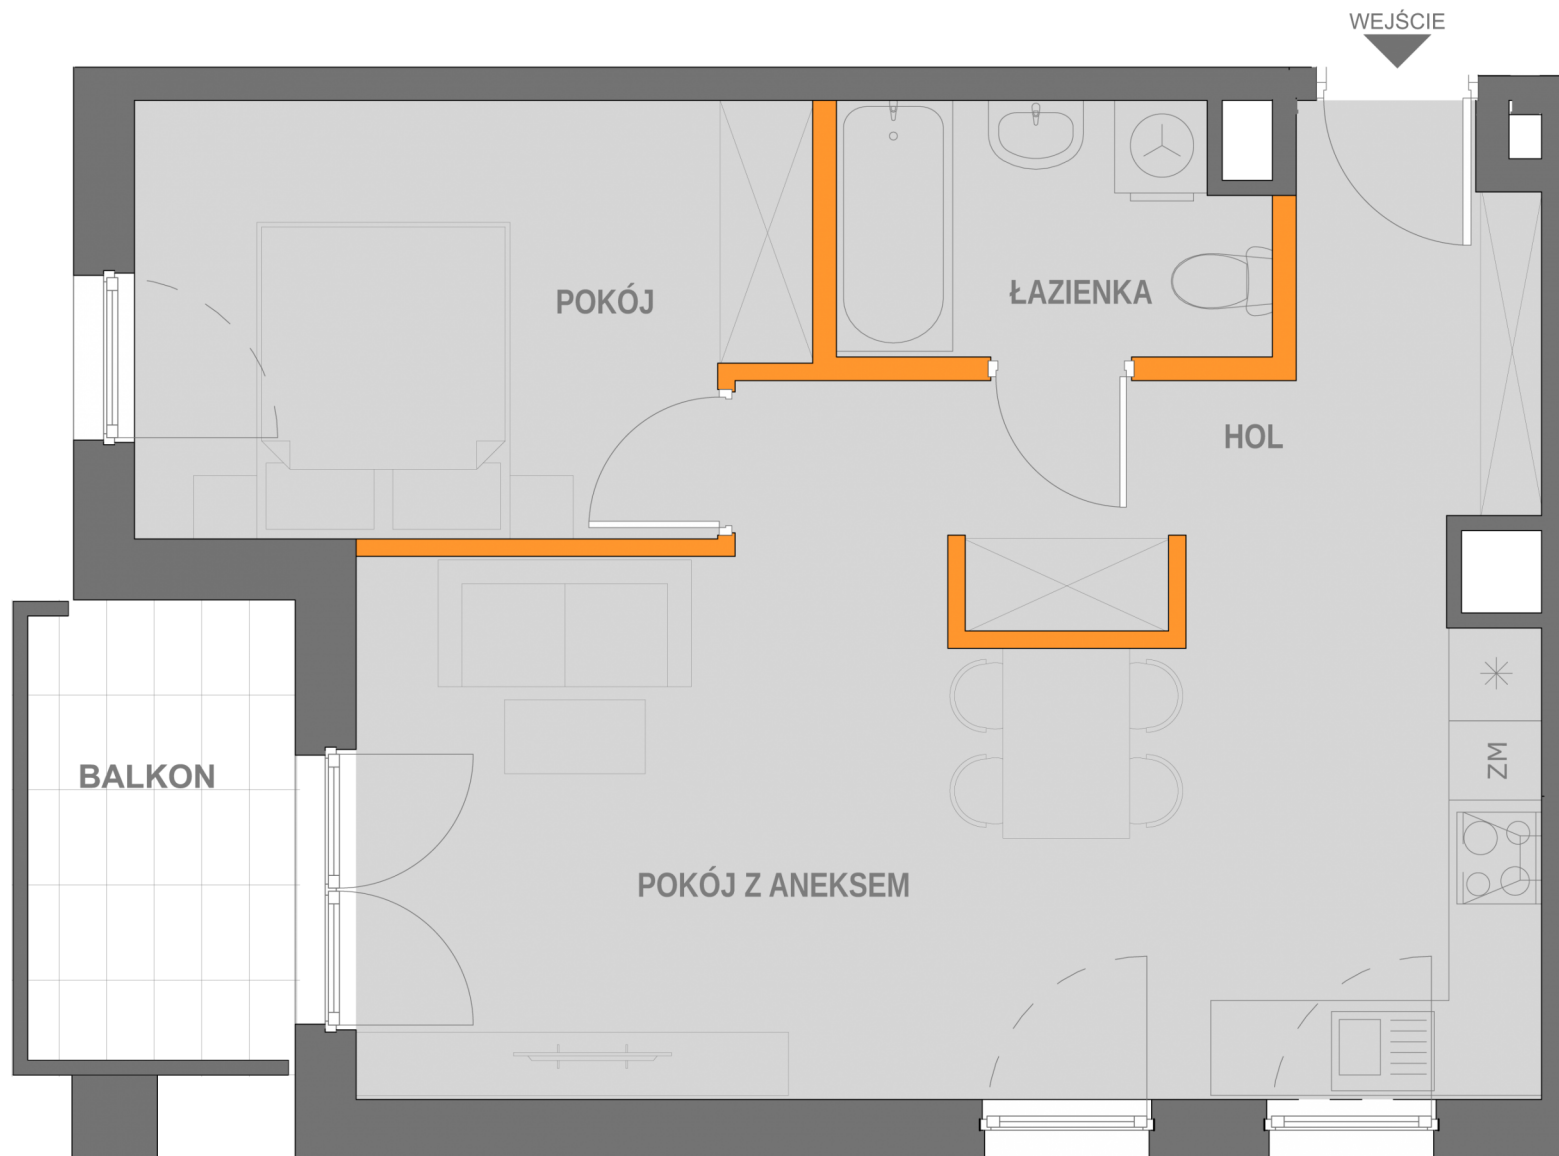 WEJŚCIE
POKÓJ
ŁAZIENKA
HOL
ZM
BALKON
POKÓJ Z ANEKSEM